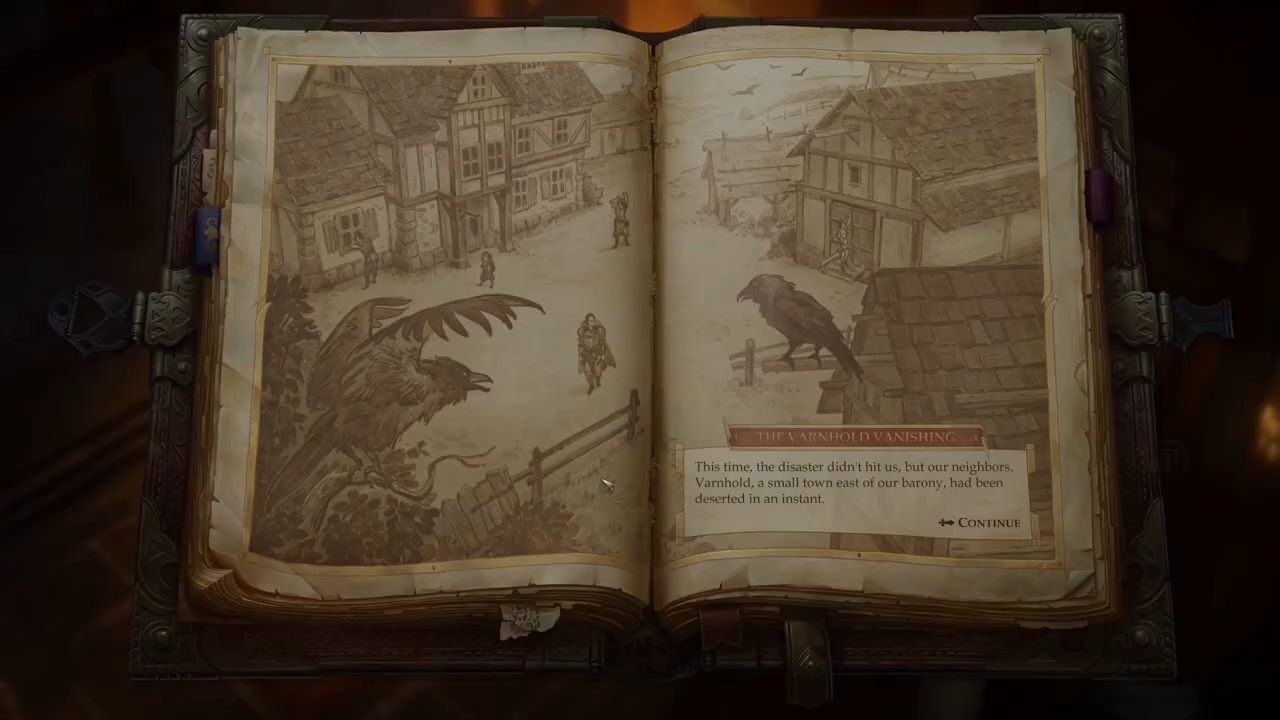 THE VARNHOLD VANISHING
This time, the disaster didn't hit us, but our neighbors.
Varnhold, a small town east of our barony, had been
deserted in an instant.
CONTINUE